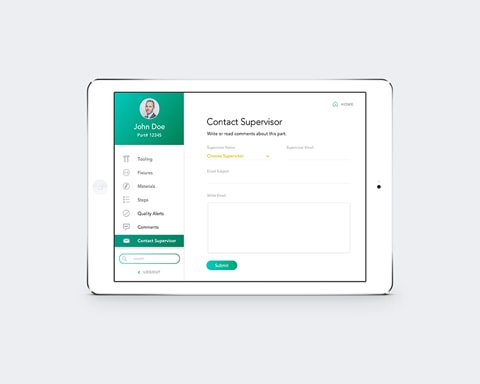 John Doe
Part# 12345
Tooling
Fixtures
Materials
Steps
Quality Alerts
Comments
Contact Supervisor
search
LOGOUT
HOME
Contact Supervisor
Write or read comments about this part.
Supervisor Name
Supervisor Email
Choose Supervisor
Email Subject
Write Email
Submit